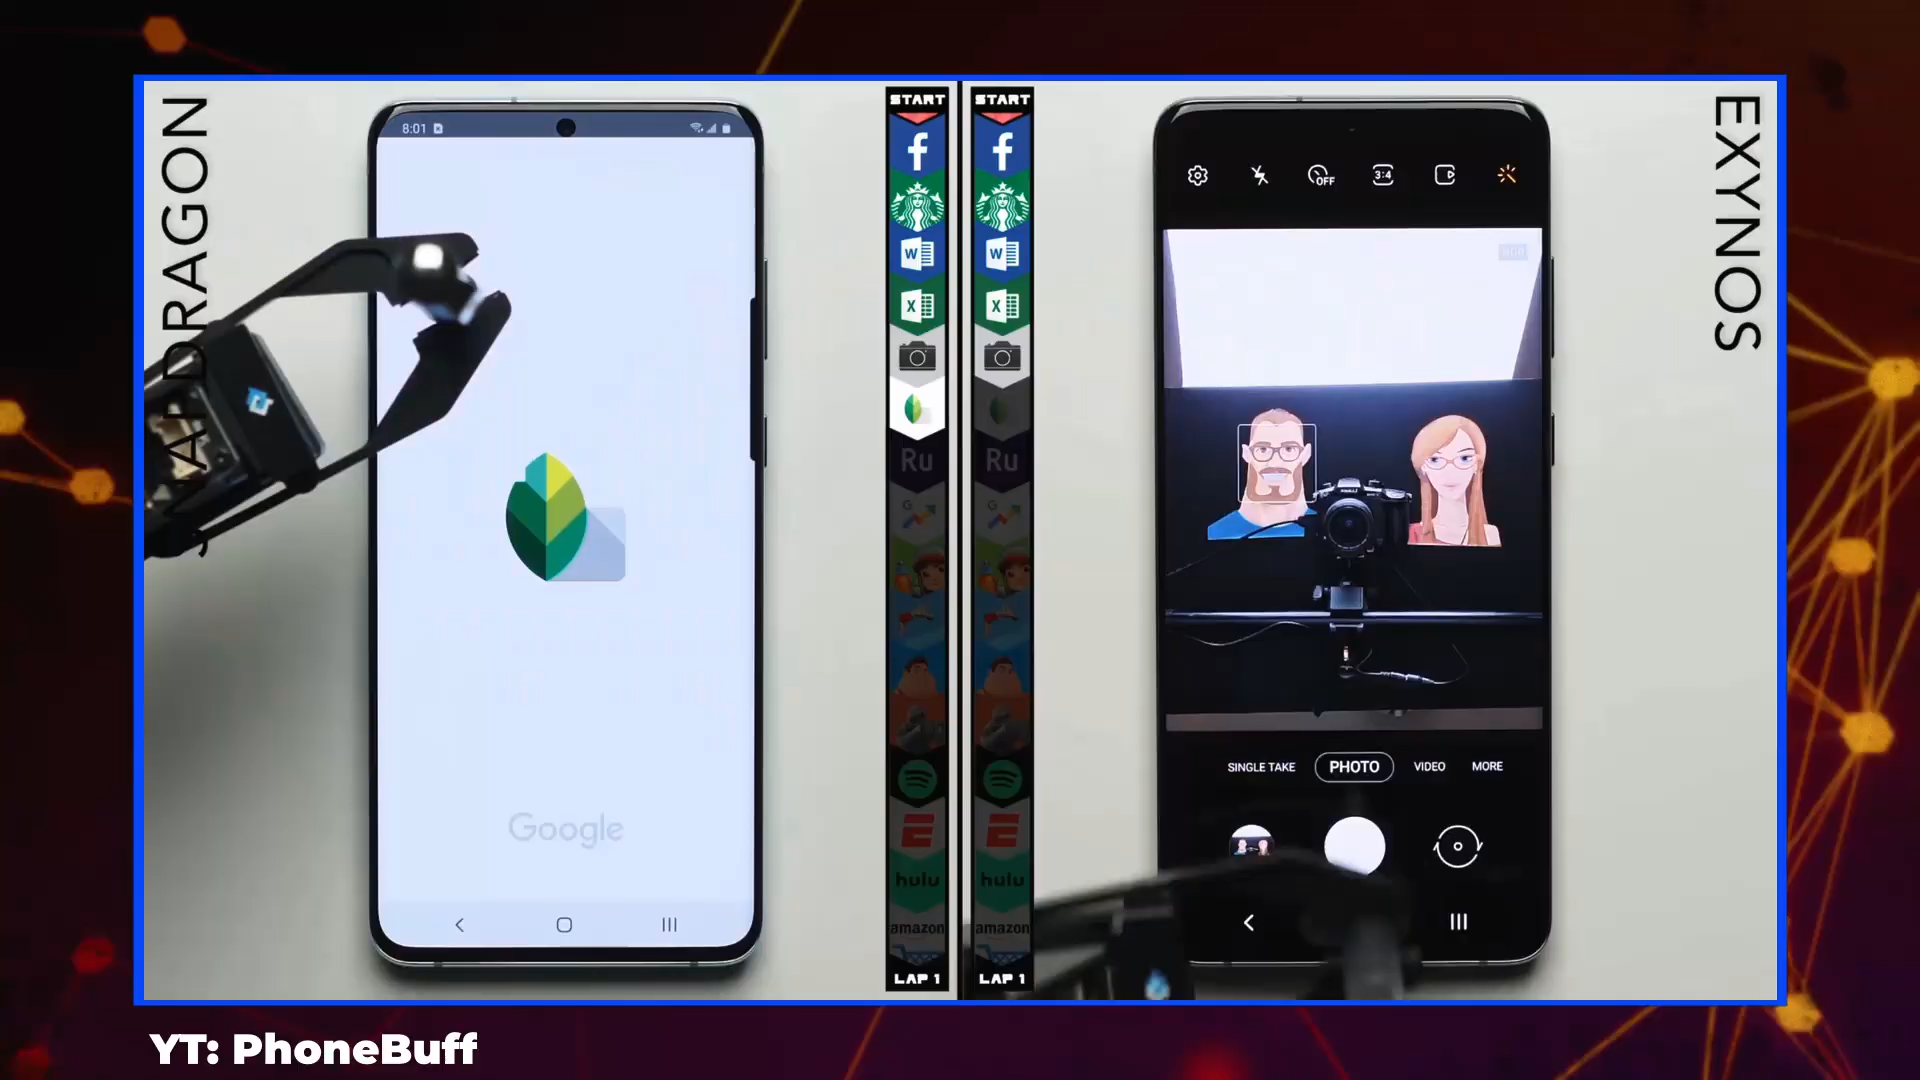 SNAPDRAGON
8:01
Google
START
f
W
X
Ru
G
E
hulu
amazon
LAP 1
START
f
W
X
Ru
G
E
hulu
amazon
LAP 1
EXYNOS
OFF
3:4
SINGLE TAKE
PHOTO
VIDEO
MORE
YT: PhoneBuff